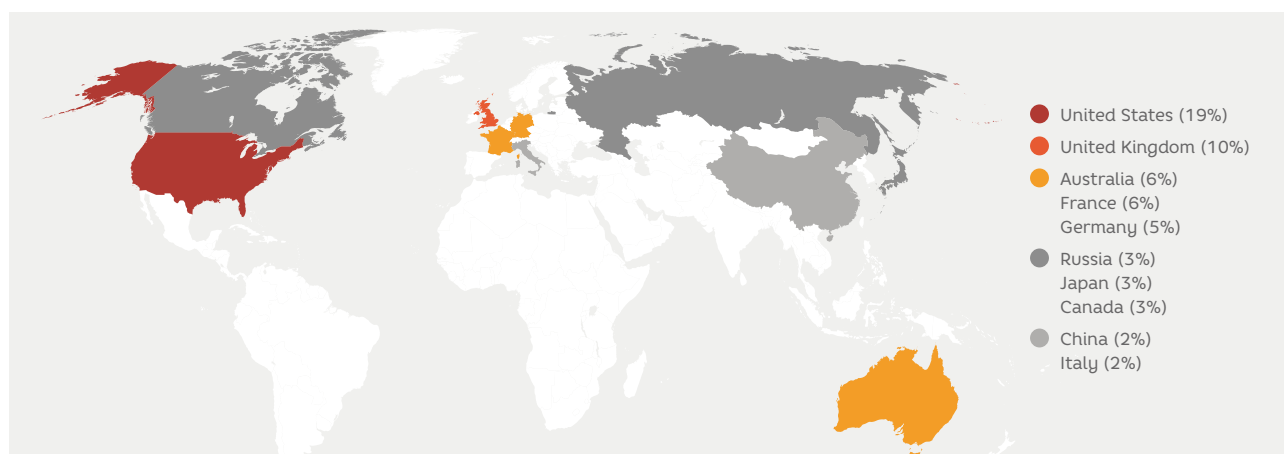 United States (19%)
United Kingdom (10%)
Australia (6%)
France (6%)
Germany (5%)
Russia (3%)
Japan (3%)
Canada (3%)
China (2%)
Italy (2%)